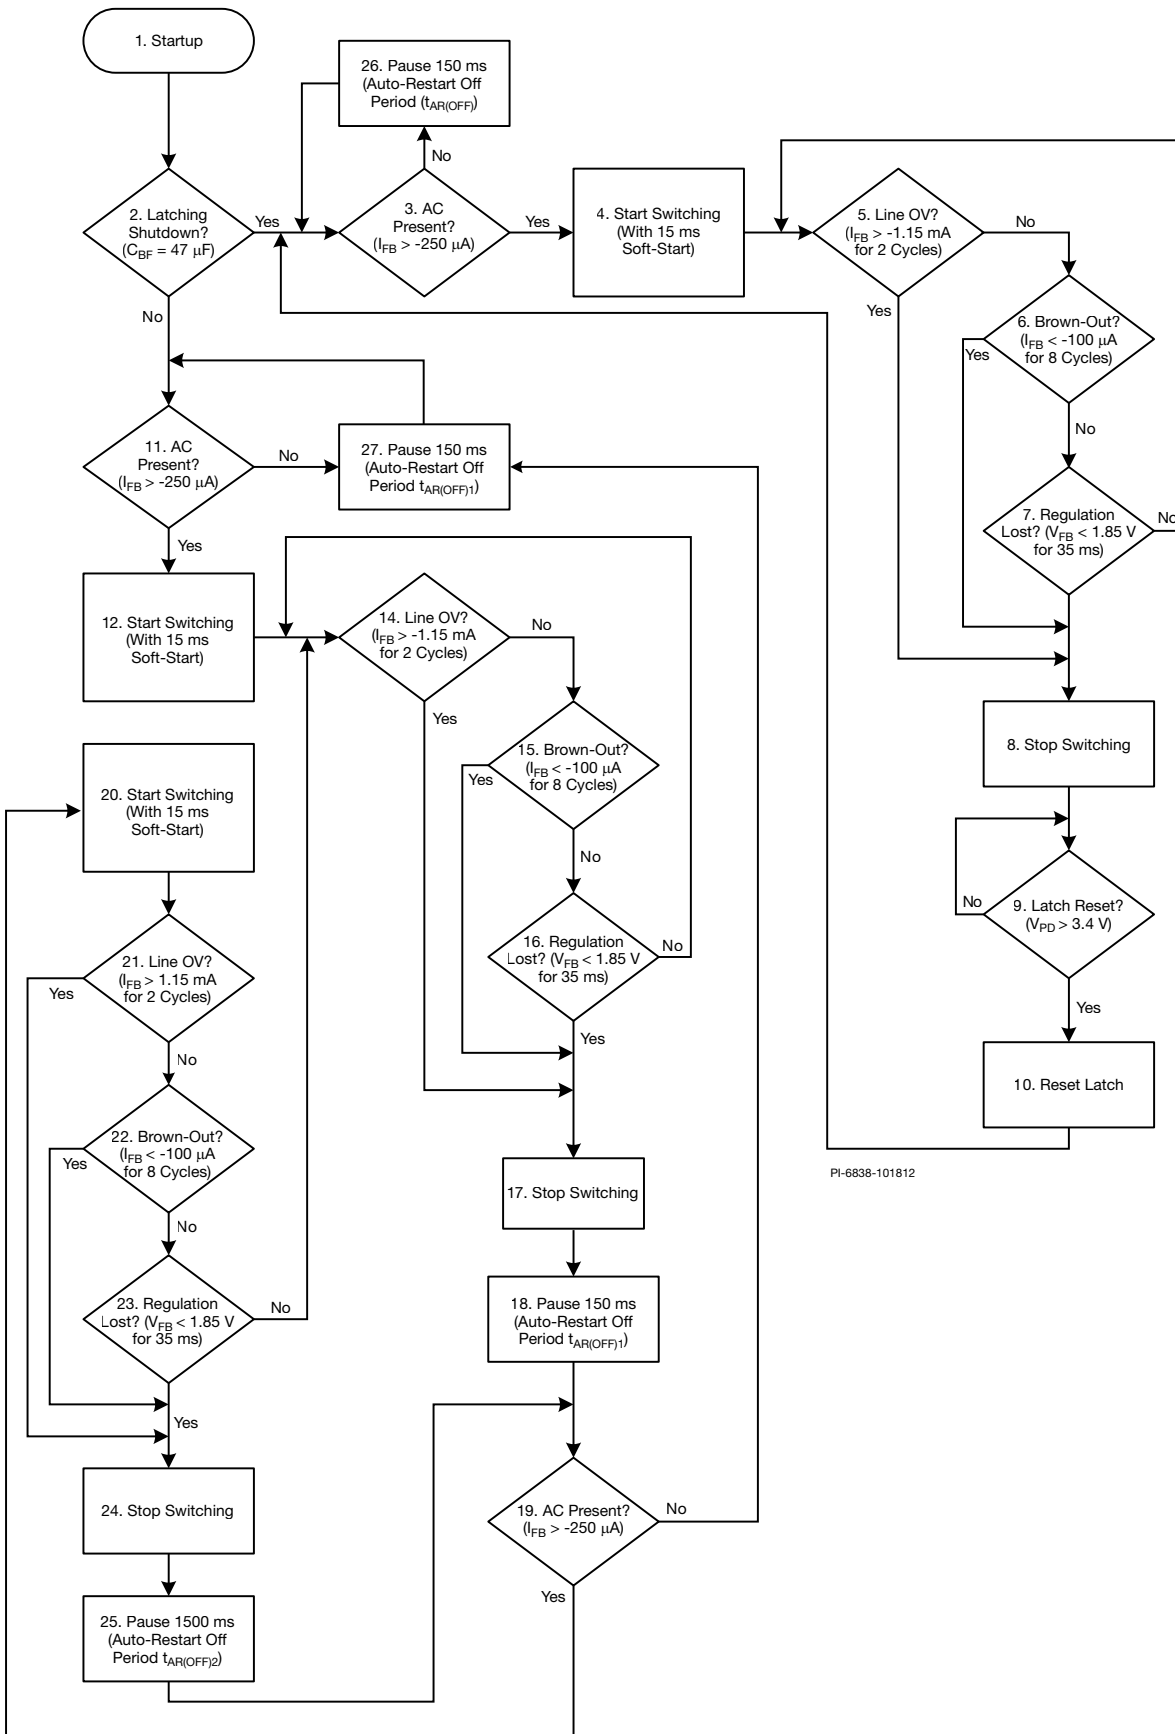 1. Startup
26. Pause 150 ms
(Auto-Restart Off
Period (tAR(OFF))
No
2. Latching
Shutdown?
(CBF = 47 μF)
Yes
3. AC
Present?
(IFB > -250 μA)
Yes
4. Start Switching
(With 15 ms
Soft-Start)
5. Line OV?
(IFB > -1.15 mA
for 2 Cycles)
No
Yes
No
6. Brown-Out?
(IFB < -100 μA
for 8 Cycles)
Yes
No
7. Regulation
Lost? (VFB < 1.85 V
for 35 ms)
No
11. AC
Present?
(IFB > -250 μA)
No
27. Pause 150 ms
(Auto-Restart Off
Period tAR(OFF)1)
Yes
12. Start Switching
(With 15 ms
Soft-Start)
14. Line OV?
(IFB > -1.15 mA
for 2 Cycles)
No
Yes
15. Brown-Out?
(IFB < -100 μA
for 8 Cycles)
Yes
No
8. Stop Switching
20. Start Switching
(With 15 ms
Soft-Start)
16. Regulation
Lost? (VFB < 1.85 V
for 35 ms)
No
Yes
9. Latch Reset?
(VPD > 3.4 V)
No
Yes
10. Reset Latch
21. Line OV?
(IFB > 1.15 mA
for 2 Cycles)
Yes
No
22. Brown-Out?
(IFB < -100 μA
for 8 Cycles)
Yes
No
17. Stop Switching
PI-6838-101812
23. Regulation
Lost? (VFB < 1.85 V
for 35 ms)
No
Yes
18. Pause 150 ms
(Auto-Restart Off
Period tAR(OFF)1)
24. Stop Switching
19. AC Present?
(IFB > -250 μA)
No
Yes
25. Pause 1500 ms
(Auto-Restart Off
Period tAR(OFF)2)